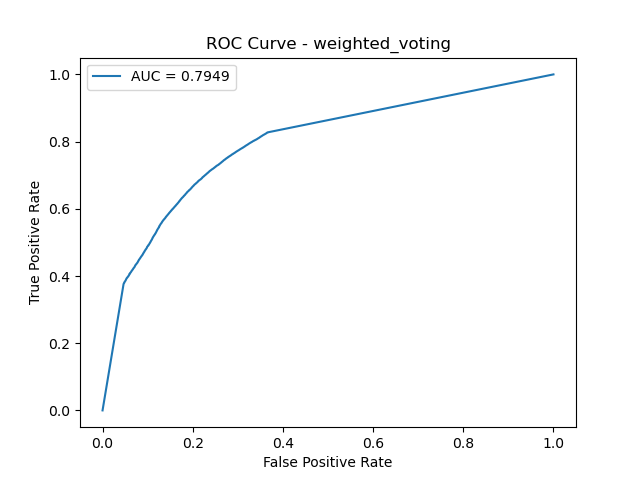 ROC Curve - weighted_voting
AUC = 0.7949
True Positive Rate
1.0
0.8
0.6
0.4
0.2
0.0
0.0 0.2 0.4 0.6 0.8 1.0
False Positive Rate